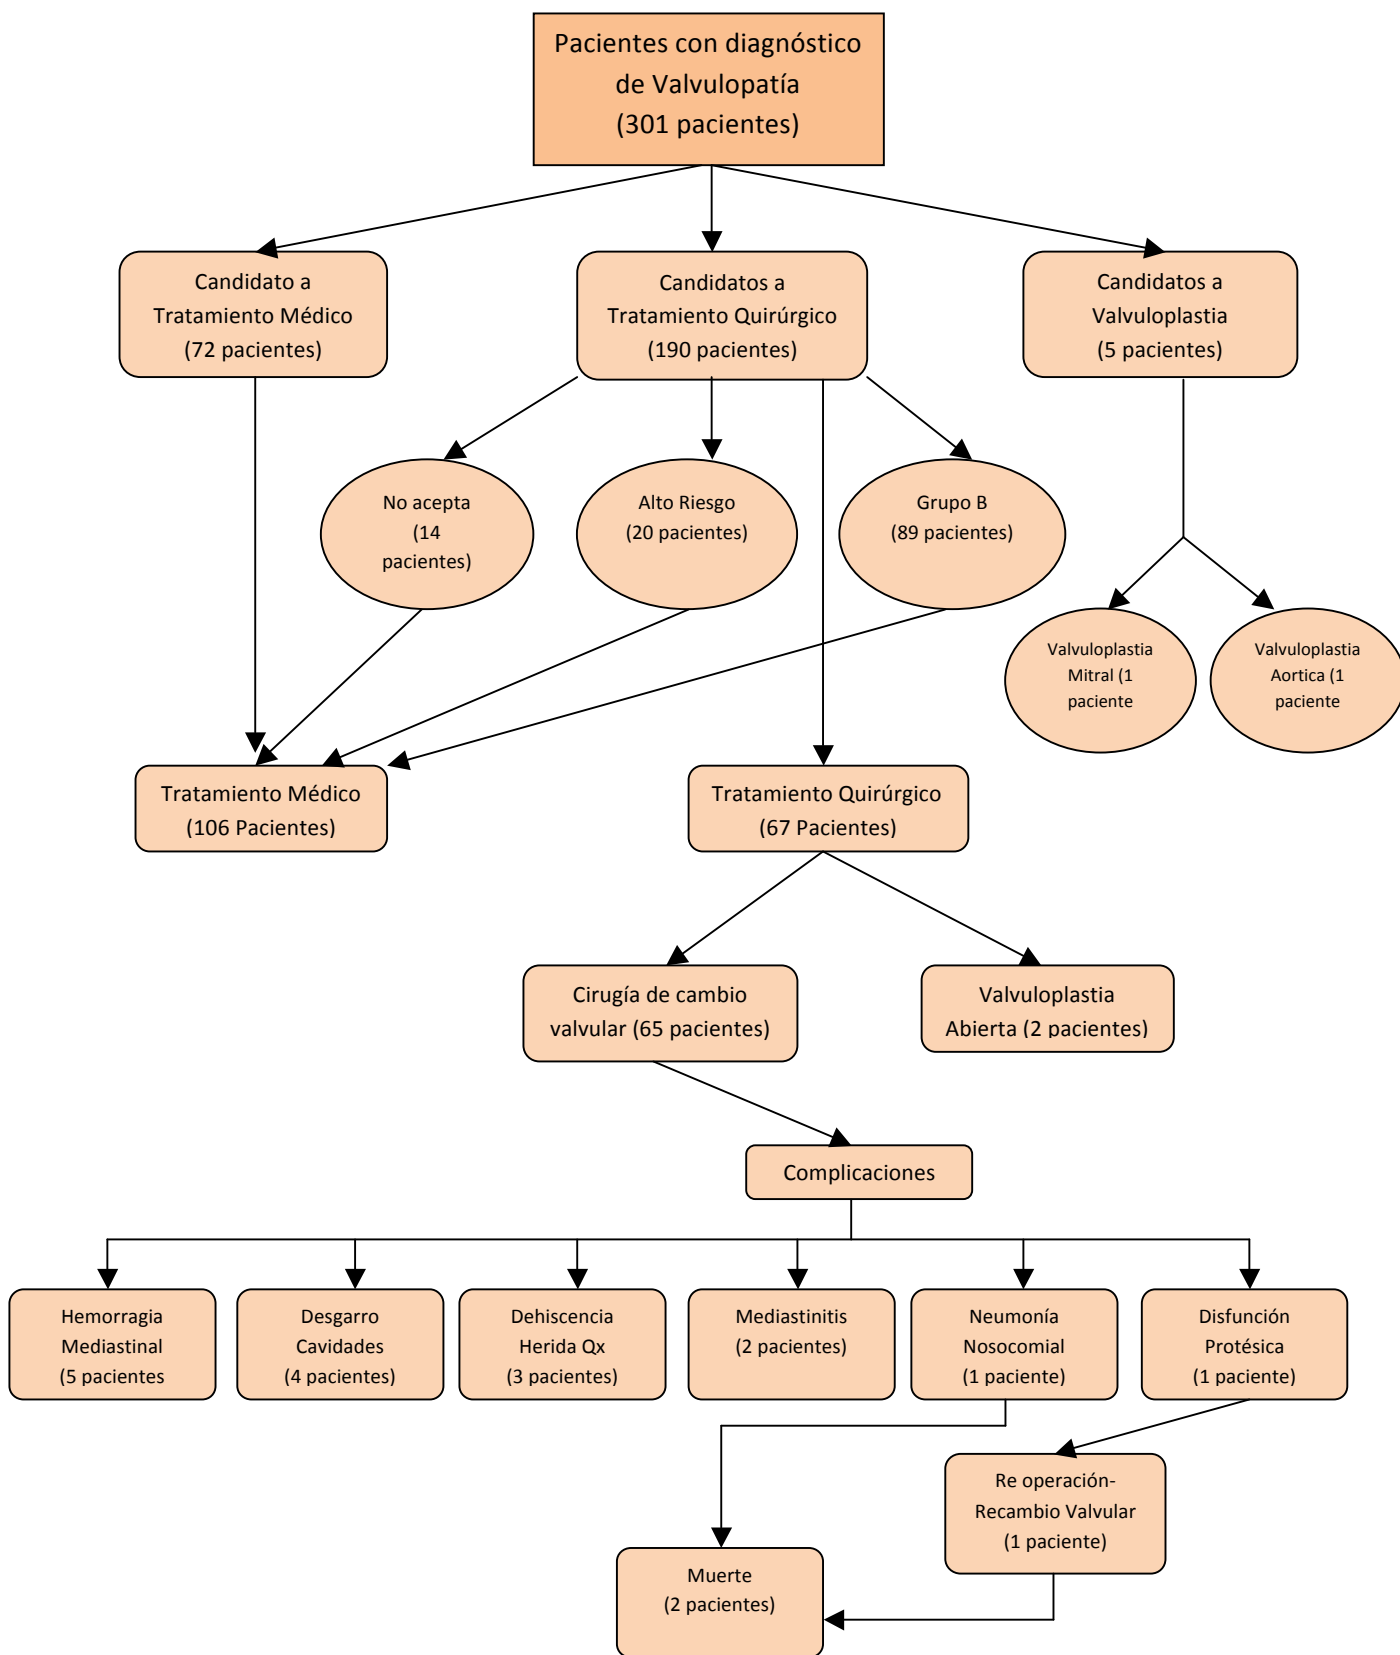 Pacientes con diagnóstico
de Valvulopatía
(301 pacientes)
Candidato a
Tratamiento Médico
(72 pacientes)
Candidatos a
Tratamiento Quirúrgico
(190 pacientes)
Candidatos a
Valvuloplastia
(5 pacientes)
No acepta
(14
pacientes)
Alto Riesgo
(20 pacientes)
Grupo B
(89 pacientes)
Valvuloplastia
Mitral (1
paciente
Valvuloplastia
Aortica (1
paciente
Tratamiento Médico
(106 Pacientes)
Tratamiento Quirúrgico
(67 Pacientes)
Cirugía de cambio
valvular (65 pacientes)
Valvuloplastia
Abierta (2 pacientes)
Complicaciones
Hemorragia
Mediastinal
(5 pacientes
Desgarro
Cavidades
(4 pacientes)
Dehiscencia
Herida Qx
(3 pacientes)
Mediastinitis
(2 pacientes)
Neumonía
Nosocomial
(1 paciente)
Disfunción
Protésica
(1 paciente)
Re operación-
Recambio Valvular
(1 paciente)
Muerte
(2 pacientes)